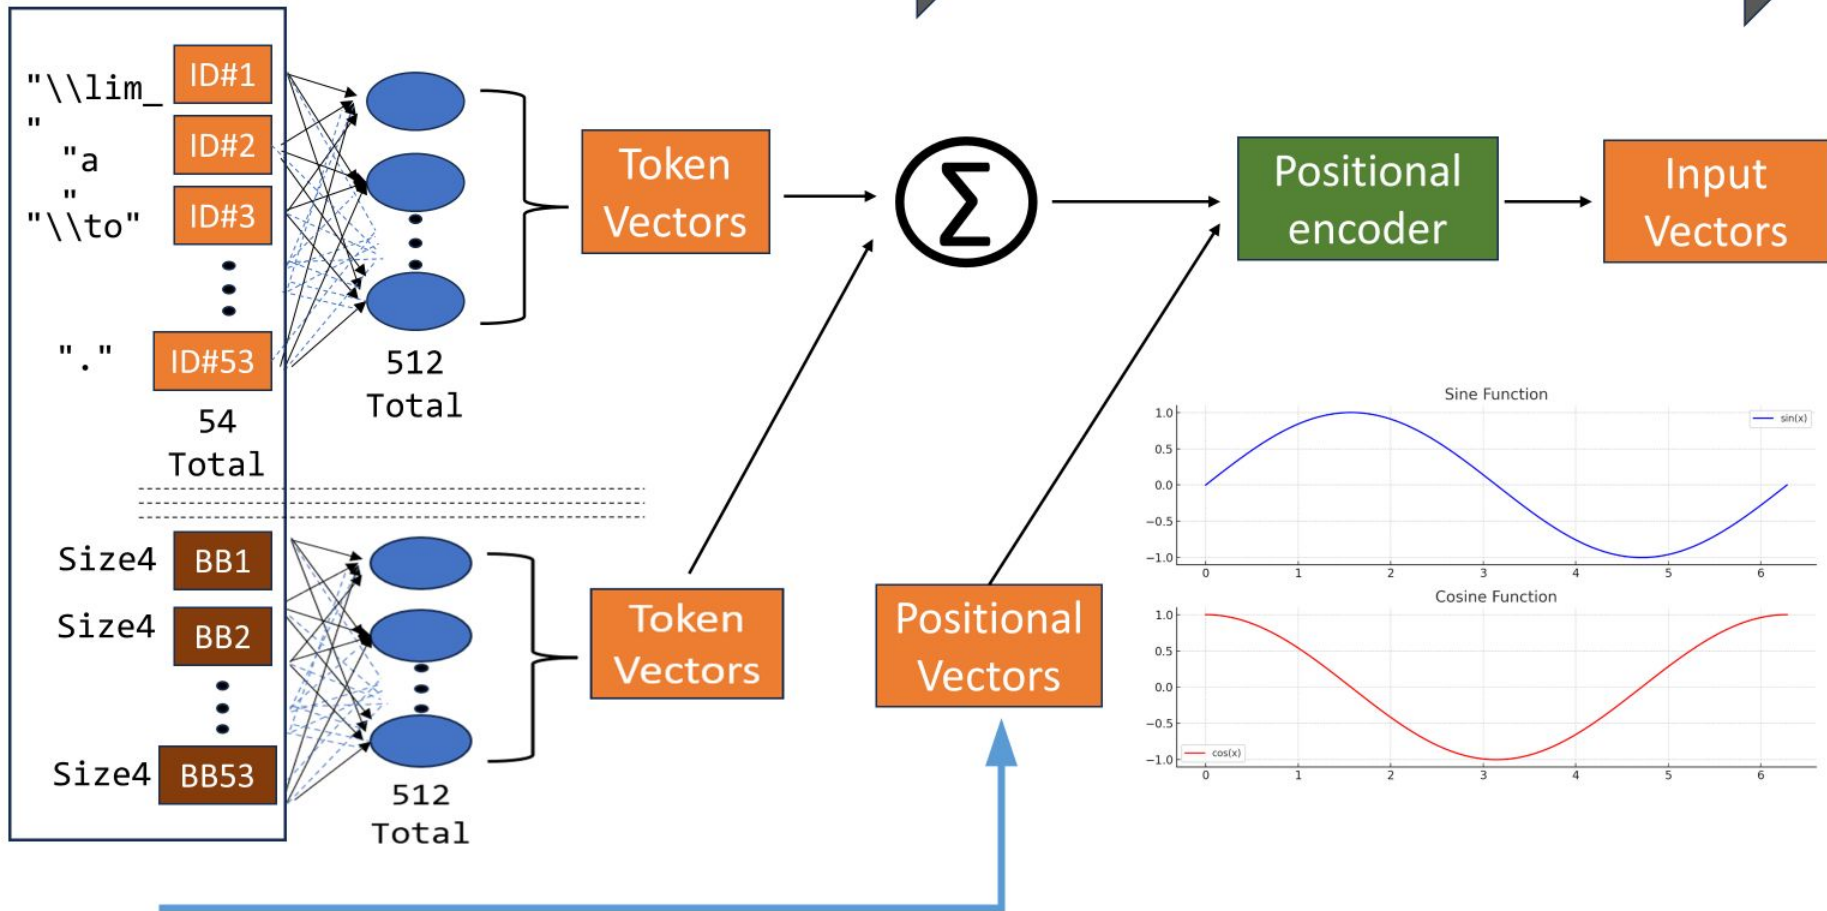 "\\lim_
"
ID#1
"a
"
ID#2
"\\to"
ID#3
"."
ID#53
54
Total
512
Total
Token
Vectors
Σ
Positional
encoder
Input
Vectors
Size4
BB1
Size4
BB2
Size4
BB53
512
Total
Token
Vectors
Positional
Vectors
Sine Function
sin(x)
1.0
0.5
0.0
−0.5
−1.0
0 1 2 3 4 5 6
Cosine Function
cos(x)
1.0
0.5
0.0
−0.5
−1.0
0 1 2 3 4 5 6